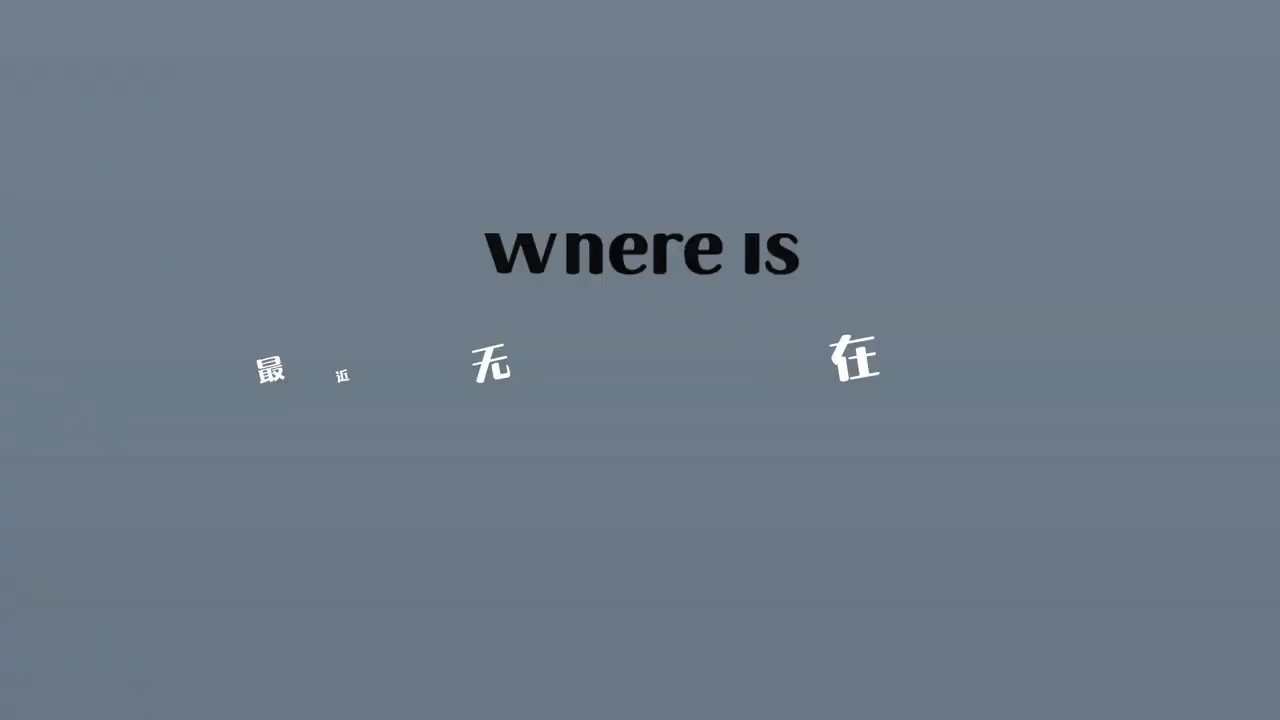 where is
最 近 无 在